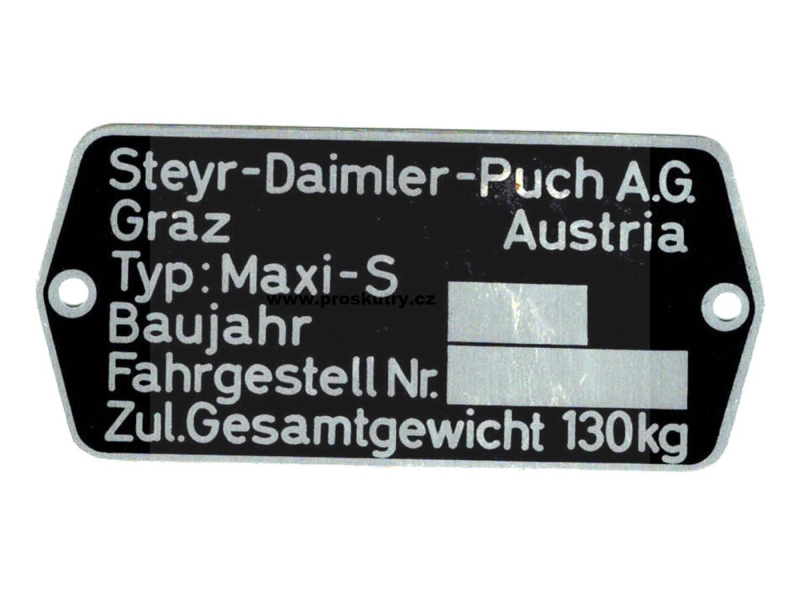 Steyr-Daimler-Puch A.G.
Graz Austria
Typ: Maxi-S
www.proskutry.cz
Baujahr
Fahrgestell Nr.
Zul.Gesamtgewicht 130kg